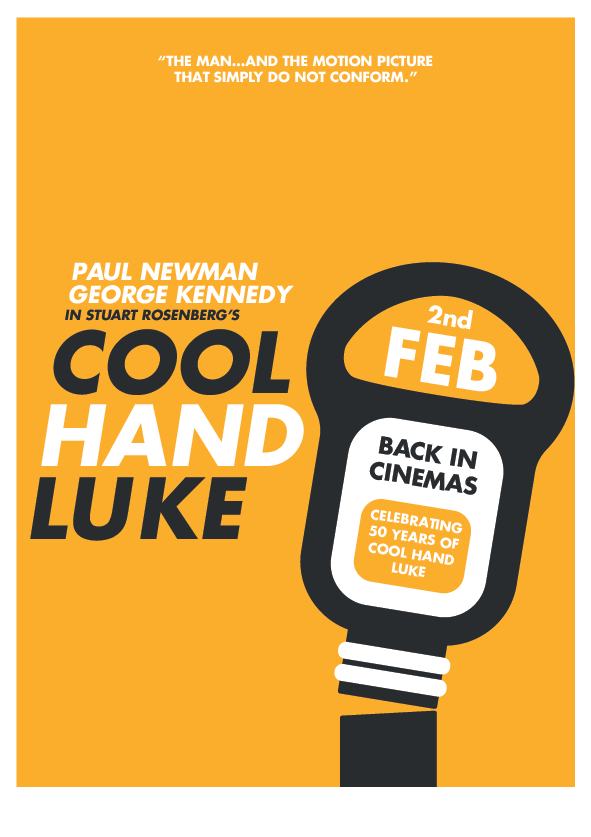 “THE MAN...AND THE MOTION PICTURE
THAT SIMPLY DO NOT CONFORM.”
PAUL NEWMAN
GEORGE KENNEDY
IN STUART ROSENBERG’S
COOL
HAND
LUKE
2nd
FEB
BACK IN
CINEMAS
CELEBRATING
50 YEARS OF
COOL HAND
LUKE